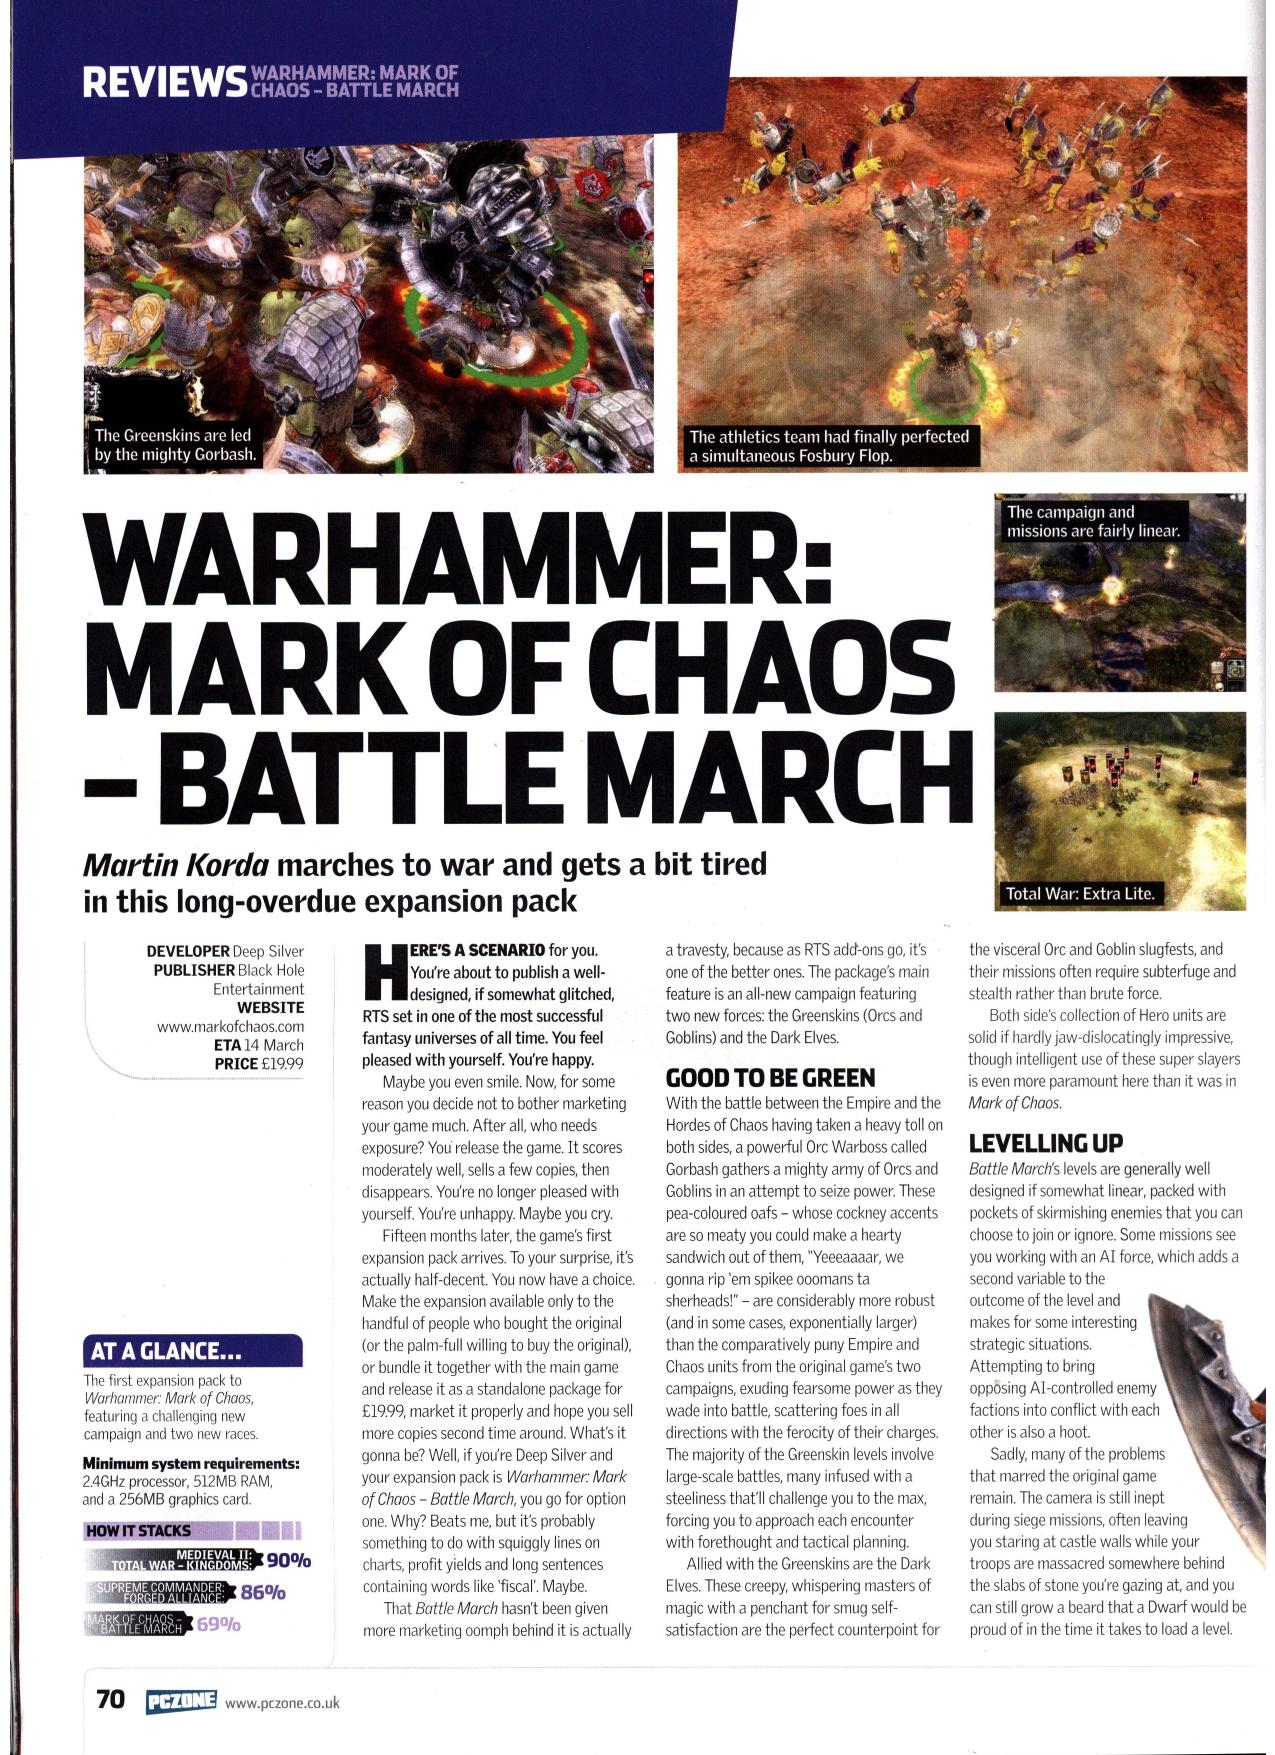 REVIEWS WARHAMMER: MARK OF
CHAOS – BATTLE MARCH
The Greenskins are led
by the mighty Gorbash.
The athletics team had finally perfected
a simultaneous Fosbury Flop.
The campaign and
missions are fairly linear.
Total War: Extra Lite.
WARHAMMER:
MARK OF CHAOS
– BATTLE MARCH
Martin Korda marches to war and gets a bit tired
in this long-overdue expansion pack
DEVELOPER Deep Silver
PUBLISHER Black Hole
Entertainment
WEBSITE
www.markofchaos.com
ETA 14 March
PRICE £19.99
AT A GLANCE...
The first expansion pack to
Warhammer: Mark of Chaos,
featuring a challenging new
campaign and two new races.
Minimum system requirements:
2.4GHz processor, 512MB RAM,
and a 256MB graphics card.
HOW IT STACKS
MEDIEVAL II:
TOTAL WAR – KINGDOMS: 90%
SUPREME COMMANDER:
FORGED ALLIANCE: 86%
MARK OF CHAOS –
BATTLE MARCH 69%
HERE'S A SCENARIO for you.
You're about to publish a well-
designed, if somewhat glitched,
RTS set in one of the most successful
fantasy universes of all time. You feel
pleased with yourself. You're happy.
Maybe you even smile. Now, for some
reason you decide not to bother marketing
your game much. After all, who needs
exposure? You release the game. It scores
moderately well, sells a few copies, then
disappears. You're no longer pleased with
yourself. You're unhappy. Maybe you cry.
Fifteen months later, the game's first
expansion pack arrives. To your surprise, it's
actually half-decent. You now have a choice.
Make the expansion available only to the
handful of people who bought the original
(or the palm-full willing to buy the original),
or bundle it together with the main game
and release it as a standalone package for
£19.99, market it properly and hope you sell
more copies second time around. What's it
gonna be? Well, if you're Deep Silver and
your expansion pack is Warhammer: Mark
of Chaos – Battle March, you go for option
one. Why? Beats me, but it's probably
something to do with squiggly lines on
charts, profit yields and long sentences
containing words like 'fiscal'. Maybe.
That Battle March hasn't been given
more marketing oomph behind it is actually
a travesty, because as RTS add-ons go, it's
one of the better ones. The package's main
feature is an all-new campaign featuring
two new forces: the Greenskins (Orcs and
Goblins) and the Dark Elves.
GOOD TO BE GREEN
With the battle between the Empire and the
Hordes of Chaos having taken a heavy toll on
both sides, a powerful Orc Warboss called
Gorbash gathers a mighty army of Orcs and
Goblins in an attempt to seize power. These
pea-coloured oafs – whose cockney accents
are so meaty you could make a hearty
sandwich out of them, "Yeeeaaaar, we
gonna rip 'em spikee ooomans ta
sherheads!" – are considerably more robust
(and in some cases, exponentially larger)
than the comparatively puny Empire and
Chaos units from the original game's two
campaigns, exuding fearsome power as they
wade into battle, scattering foes in all
directions with the ferocity of their charges.
The majority of the Greenskin levels involve
large-scale battles, many infused with a
steeliness that'll challenge you to the max,
forcing you to approach each encounter
with forethought and tactical planning.
Allied with the Greenskins are the Dark
Elves. These creepy, whispering masters of
magic with a penchant for smug self-
satisfaction are the perfect counterpoint for
the visceral Orc and Goblin slugfests, and
their missions often require subterfuge and
stealth rather than brute force.
Both side's collection of Hero units are
solid if hardly jaw-dislocatingly impressive,
though intelligent use of these super slayers
is even more paramount here than it was in
Mark of Chaos.
LEVELLING UP
Battle March's levels are generally well
designed if somewhat linear, packed with
pockets of skirmishing enemies that you can
choose to join or ignore. Some missions see
you working with an AI force, which adds a
second variable to the
outcome of the level and
makes for some interesting
strategic situations.
Attempting to bring
opposing AI-controlled enemy
factions into conflict with each
other is also a hoot.
Sadly, many of the problems
that marred the original game
remain. The camera is still inept
during siege missions, often leaving
you staring at castle walls while your
troops are massacred somewhere behind
the slabs of stone you're gazing at, and you
can still grow a beard that a Dwarf would be
proud of in the time it takes to load a level.
70 PCZONE www.pczone.co.uk